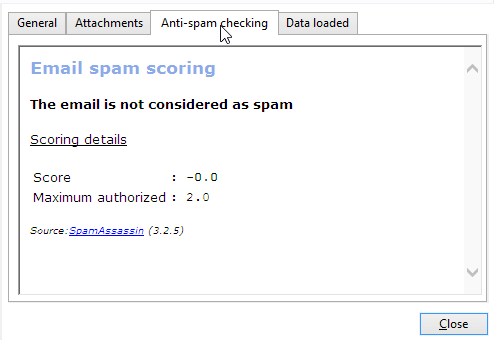 General Attachments Anti-spam checking Data loaded
Email spam scoring
The email is not considered as spam
Scoring details
Score : -0.0
Maximum authorized : 2.0
Source:SpamAssassin (3.2.5)
Close